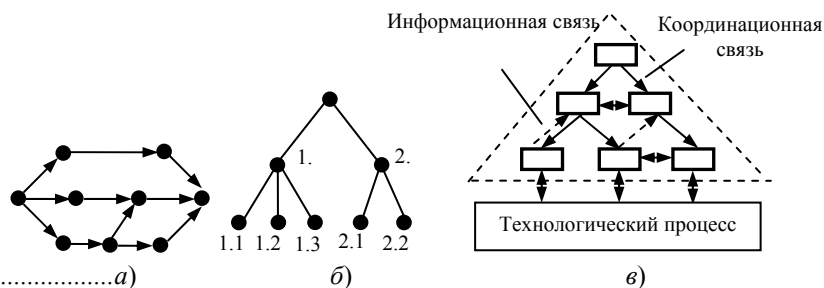 Информационная связь
Координационная
связь
1.
2.
1.1 1.2 1.3 2.1 2.2
Технологический процесс
.................а) б) в)